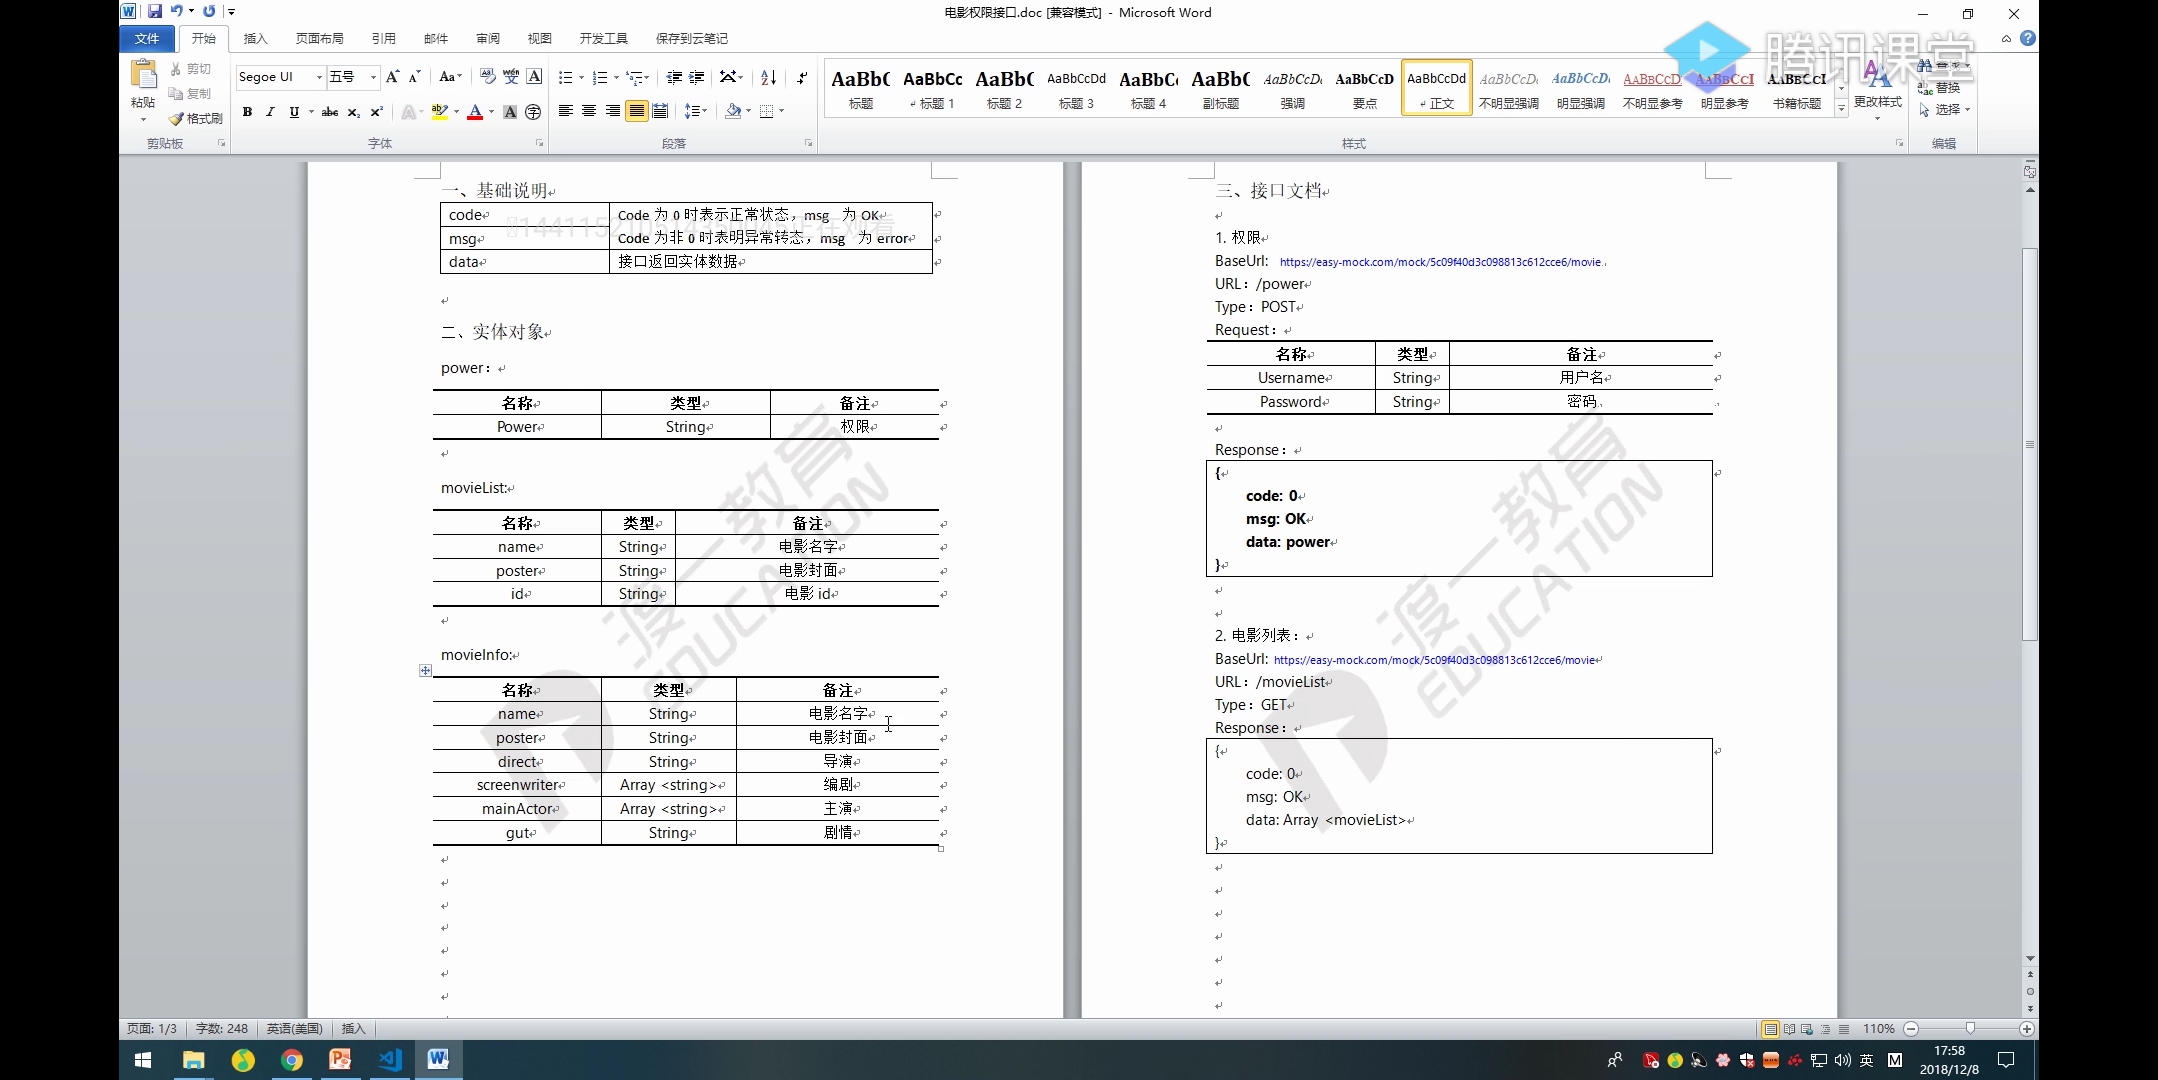 电影权限接口.doc [兼容模式] - Microsoft Word
文件 开始 插入 页面布局 引用 邮件 审阅 视图 开发工具 保存到云笔记
腾讯课堂
粘贴
剪切
复制
格式刷
Segoe UI 五号
AaBbC AaBbCc AaBbC AaBbCcDd AaBbC AaBbC AaBbCcD AaBbCcD AaBbCcDd AaBbCcD AaBbCcD AaBbCcD AaBbCcI AaBbCcI
标题 标题 1 标题 2 标题 3 标题 4 副标题 强调 要点 正文 不明显强调 明显强调 不明显参考 明显参考 书籍标题
更改样式
替换
选择
剪贴板 字体 段落 样式 编辑
一、基础说明
code Code 为 0 时表示正常状态，msg 为 OK
msg Code 为非 0 时表明异常转态，msg 为 error
data 接口返回实体数据
二、实体对象
power：
名称 类型 备注
Power String 权限
movieList:
名称 类型 备注
name String 电影名字
poster String 电影封面
id String 电影 id
movieInfo:
名称 类型 备注
name String 电影名字
poster String 电影封面
direct String 导演
screenwriter Array <string> 编剧
mainActor Array <string> 主演
gut String 剧情
渡一教育
EDUCATION
三、接口文档
1. 权限
BaseUrl: https://easy-mock.com/mock/5c09f40d3c098813c612cce6/movie
URL：/power
Type：POST
Request：
名称 类型 备注
Username String 用户名
Password String 密码
Response：
{
code: 0
msg: OK
data: power
}
2. 电影列表：
BaseUrl: https://easy-mock.com/mock/5c09f40d3c098813c612cce6/movie
URL：/movieList
Type：GET
Response：
{
code: 0
msg: OK
data: Array <movieList>
}
渡一教育
EDUCATION
页面: 1/3 字数: 248 英语(美国) 插入 110%
英 M 17:58
2018/12/8